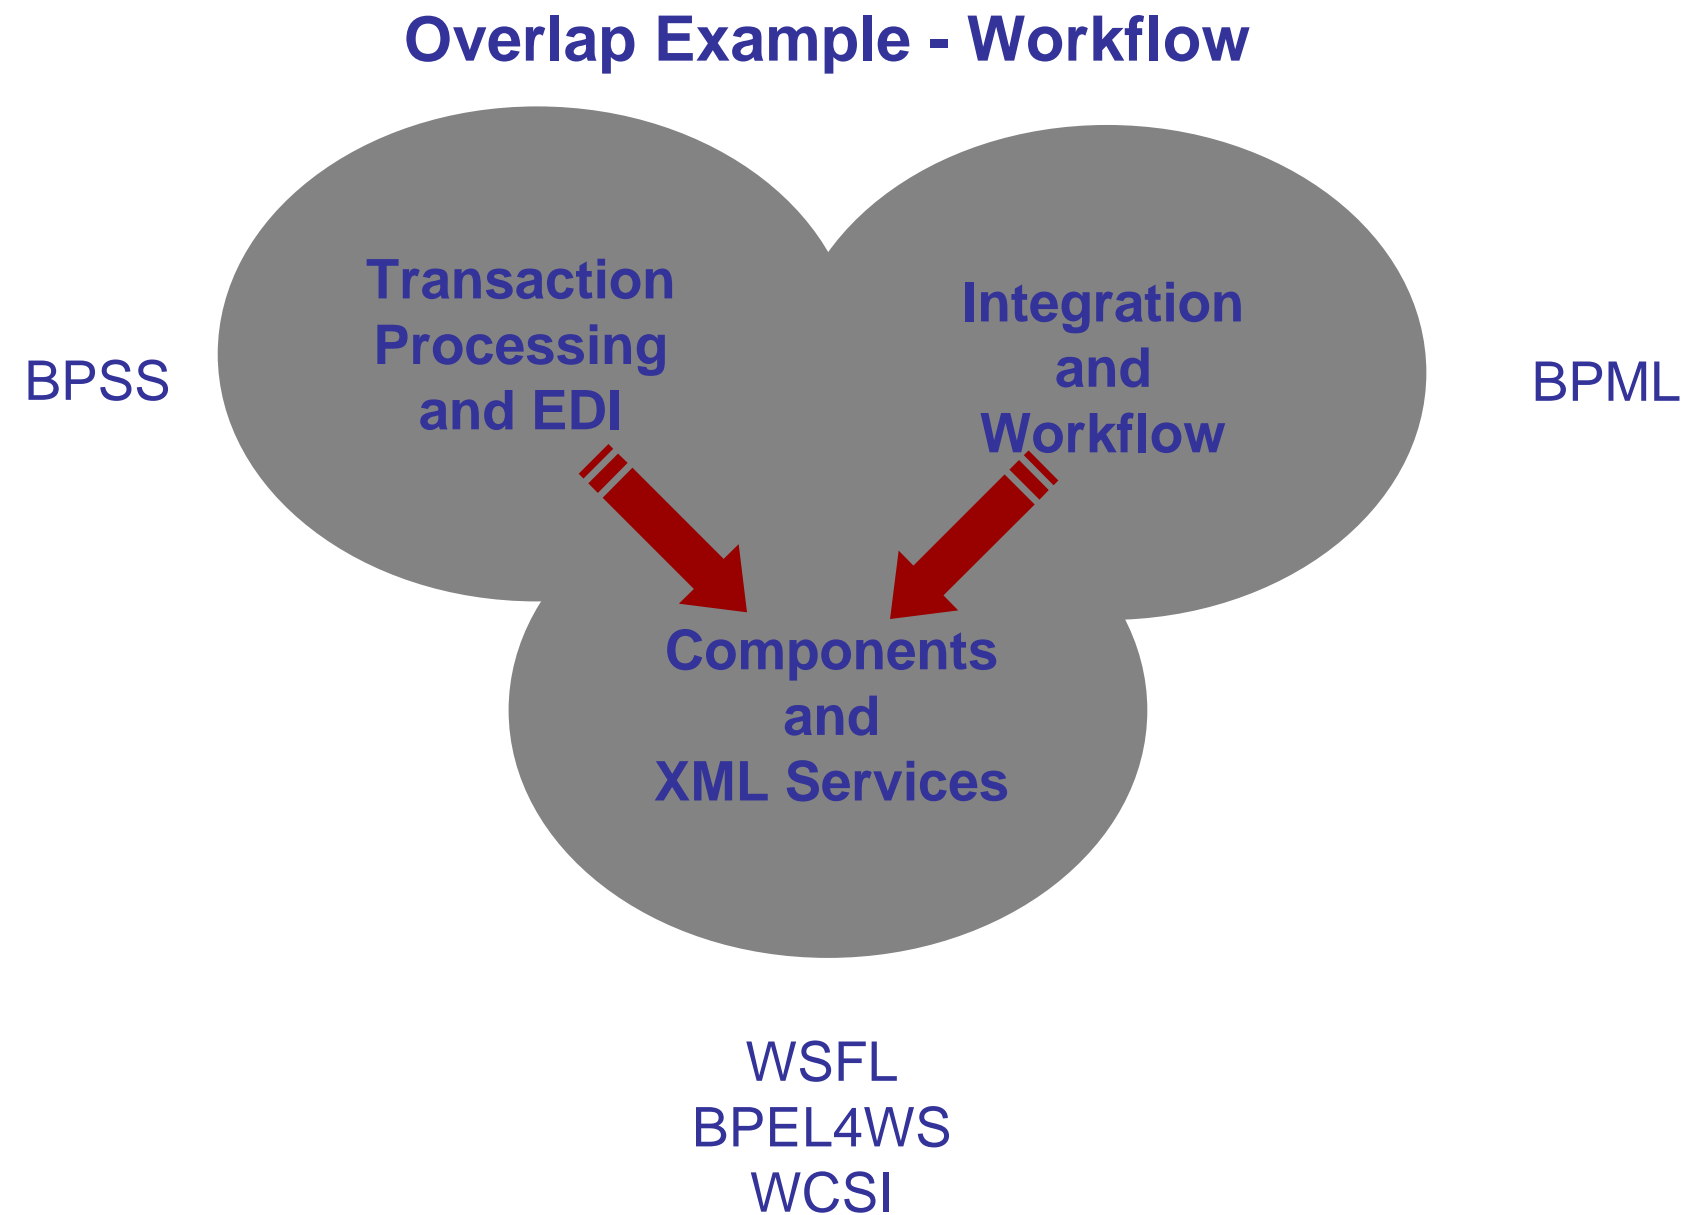 Overlap Example - Workflow
Transaction
Processing
and EDI
Integration
and
Workflow
BPSS
BPML
Components
and
XML Services
WSFL
BPEL4WS
WCSI